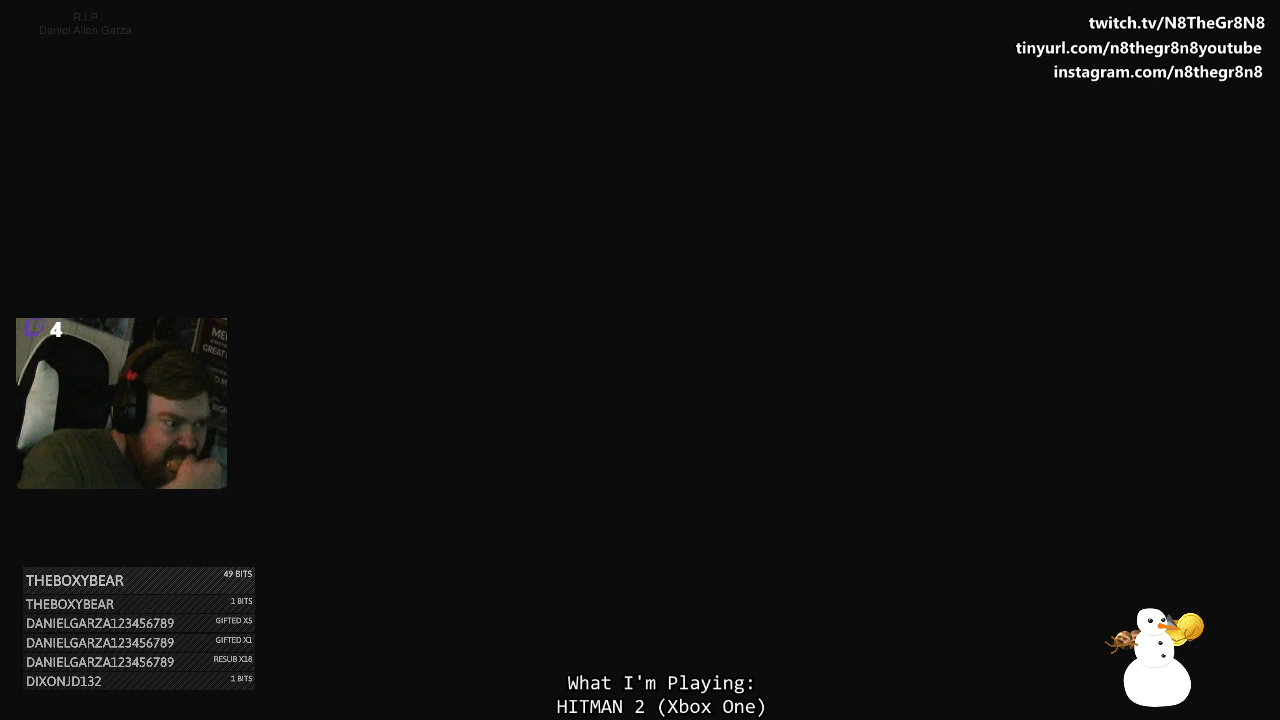 R.I.P
Daniel Allen Garza
twitch.tv/N8TheGr8N8
tinyurl.com/n8thegr8n8youtube
instagram.com/n8thegr8n8
4
GREAT
THEBOXYBEAR 49 BITS
THEBOXYBEAR 1 BITS
DANIELGARZA123456789 GIFTED X5
DANIELGARZA123456789 GIFTED X1
DANIELGARZA123456789 RESUB X18
DIXONJD132 1 BITS
What I'm Playing:
HITMAN 2 (Xbox One)